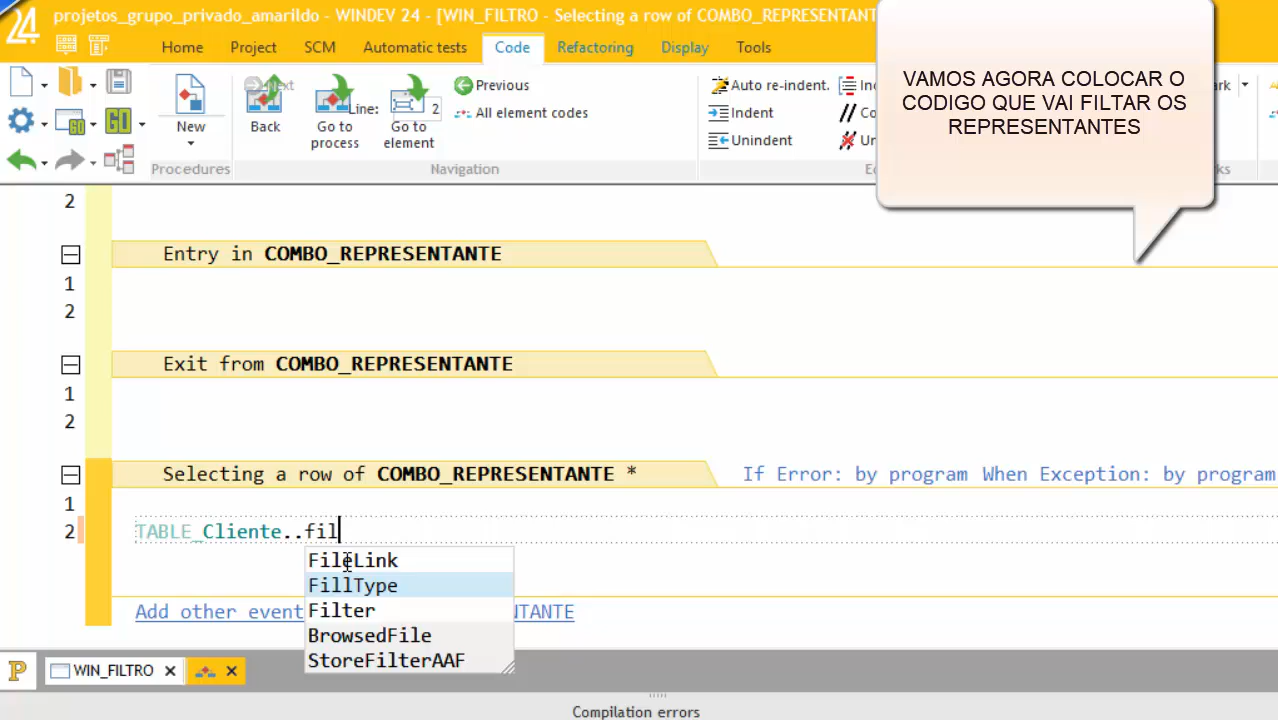 projetos_grupo_privado_amarildo - WINDEV 24 - [WIN_FILTRO - Selecting a row of COMBO_REPRESENTANT
Home Project SCM Automatic tests Code Refactoring Display Tools
VAMOS AGORA COLOCAR O
CODIGO QUE VAI FILTAR OS
REPRESENTANTES
New
Procedures
Next
Back
Line: 2
Go to process
Go to element
Previous
All element codes
Navigation
Auto re-indent.
Indent
Unindent
2
Entry in COMBO_REPRESENTANTE
1
2
Exit from COMBO_REPRESENTANTE
1
2
Selecting a row of COMBO_REPRESENTANTE * If Error: by program When Exception: by program
1
2 TABLE_Cliente..fil
FileLink
FillType
Filter
BrowsedFile
StoreFilterAAF
Add other event
WIN_FILTRO
Compilation errors